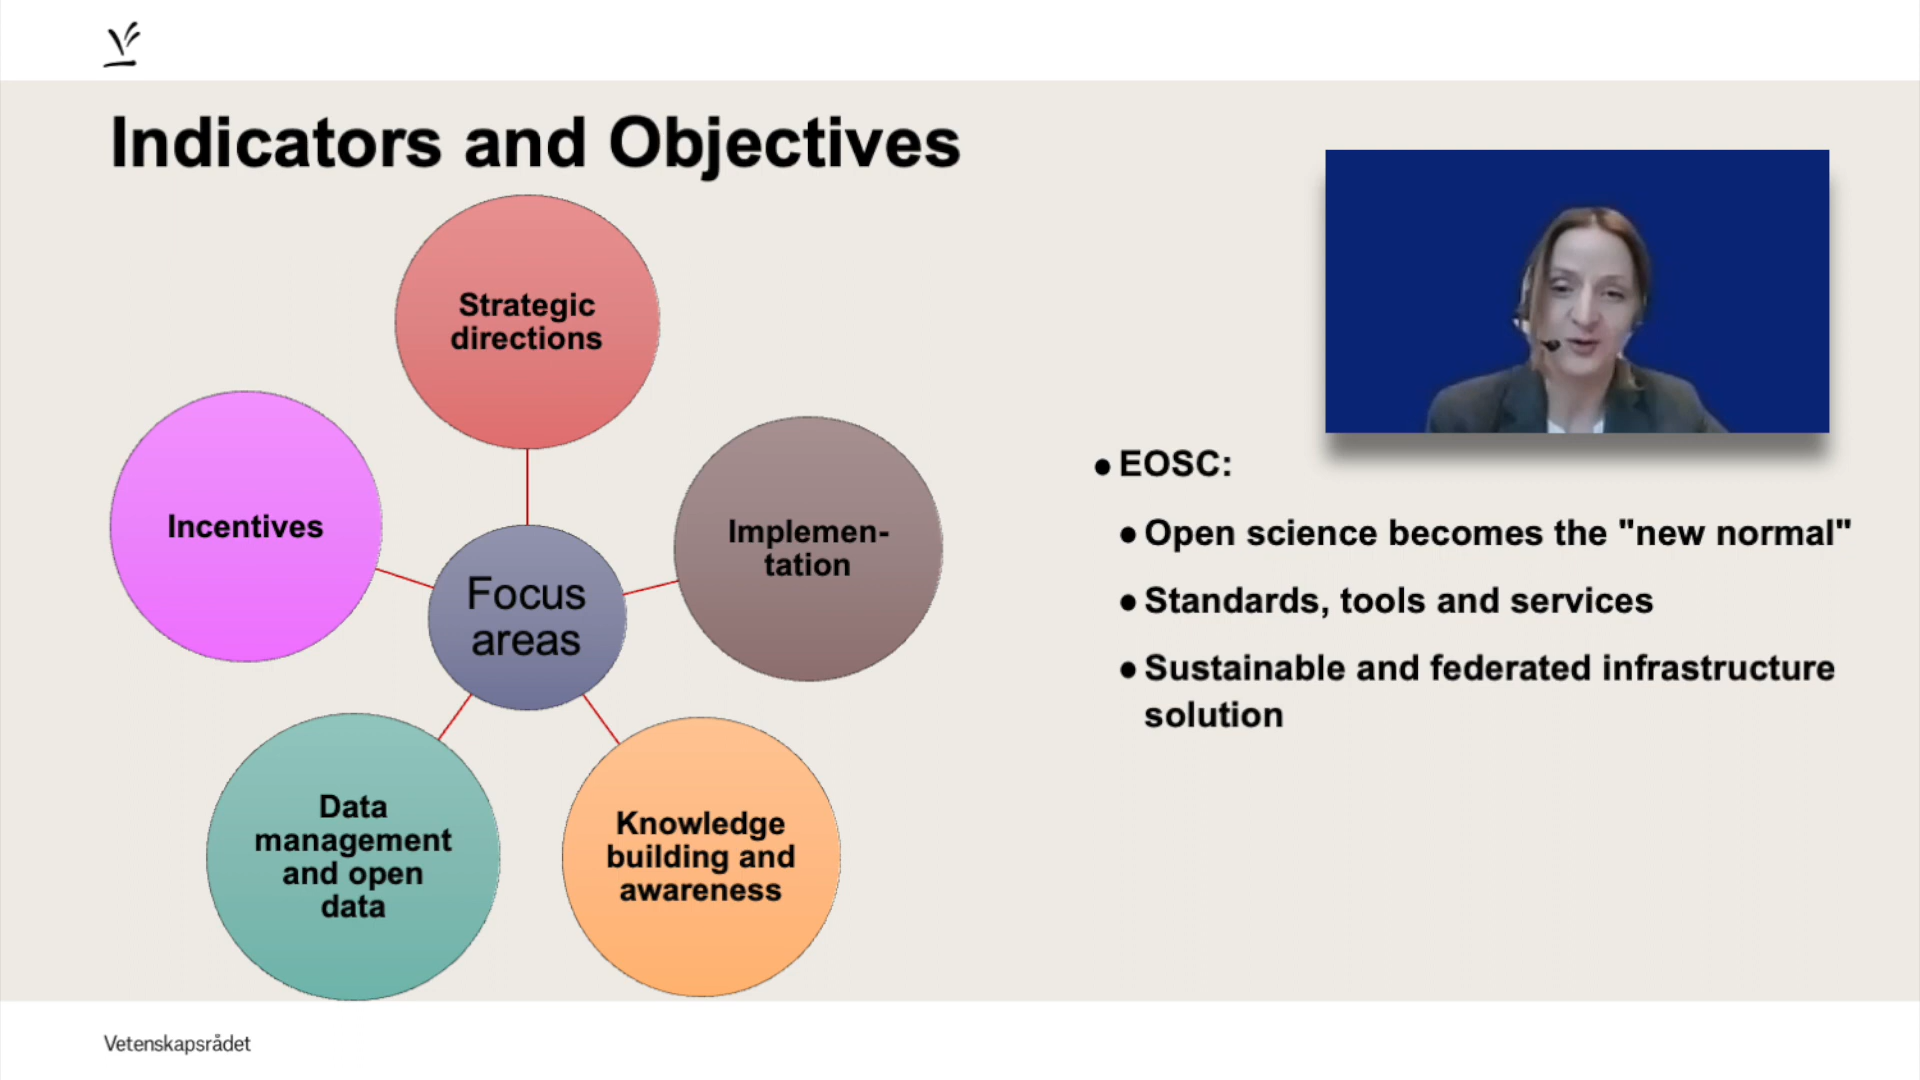 Indicators and Objectives
Strategic
directions
Incentives
Implemen-
tation
Focus
areas
Data
management
and open
data
Knowledge
building and
awareness
● EOSC:
● Open science becomes the "new normal"
● Standards, tools and services
● Sustainable and federated infrastructure
solution
Vetenskapsrådet